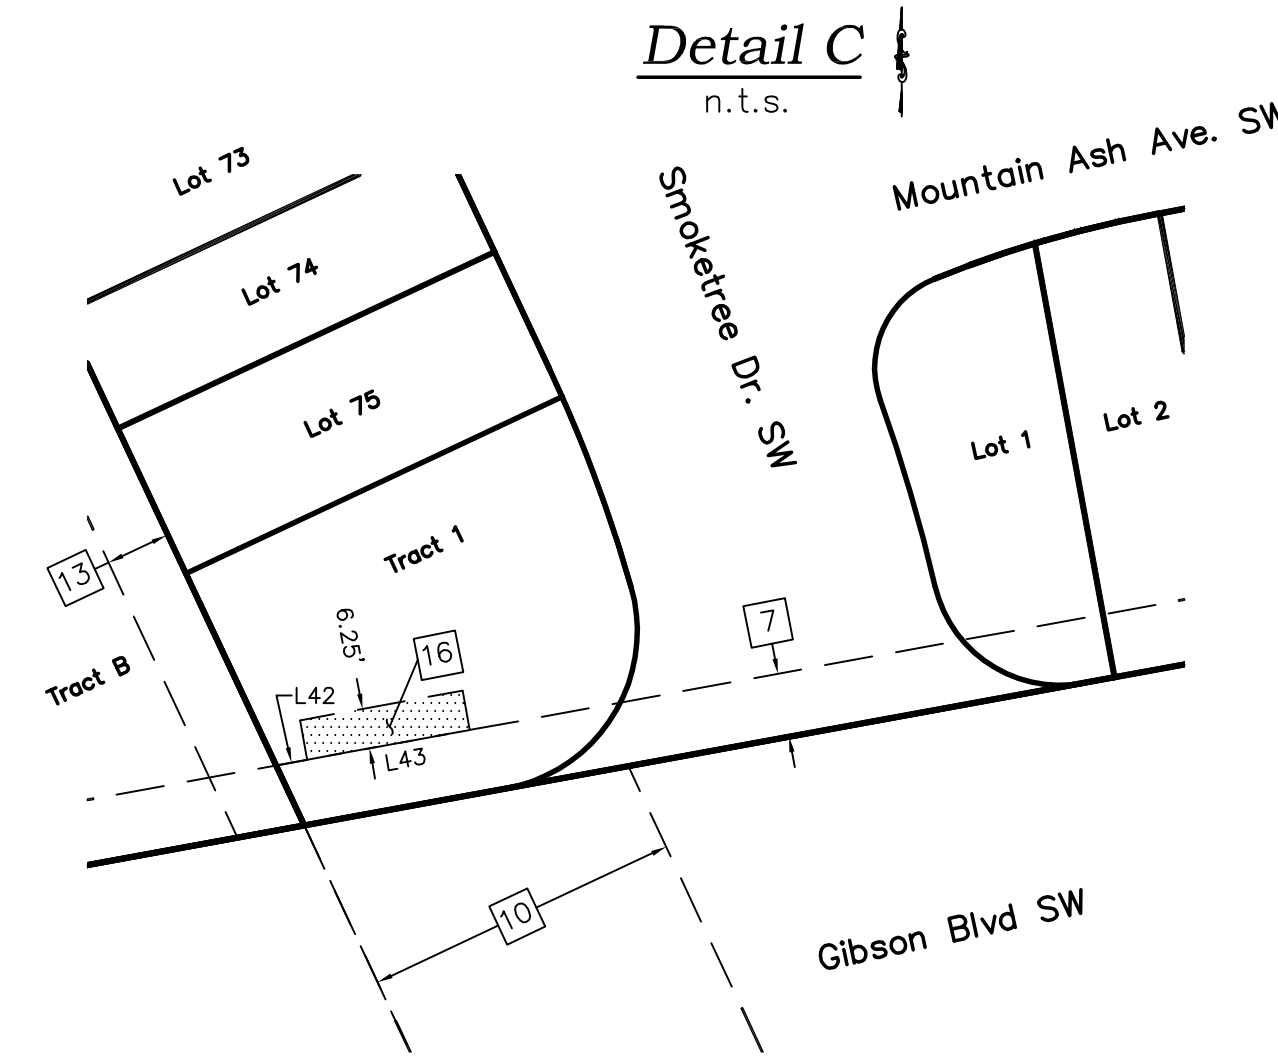 Detail C
n.t.s.
Mountain Ash Ave. SW
Smoketree Dr. SW
Lot 73
Lot 74
Lot 75
Lot 1
Lot 2
Tract 1
13
6.25'
16
7
Tract B
L42
L43
10
Gibson Blvd SW